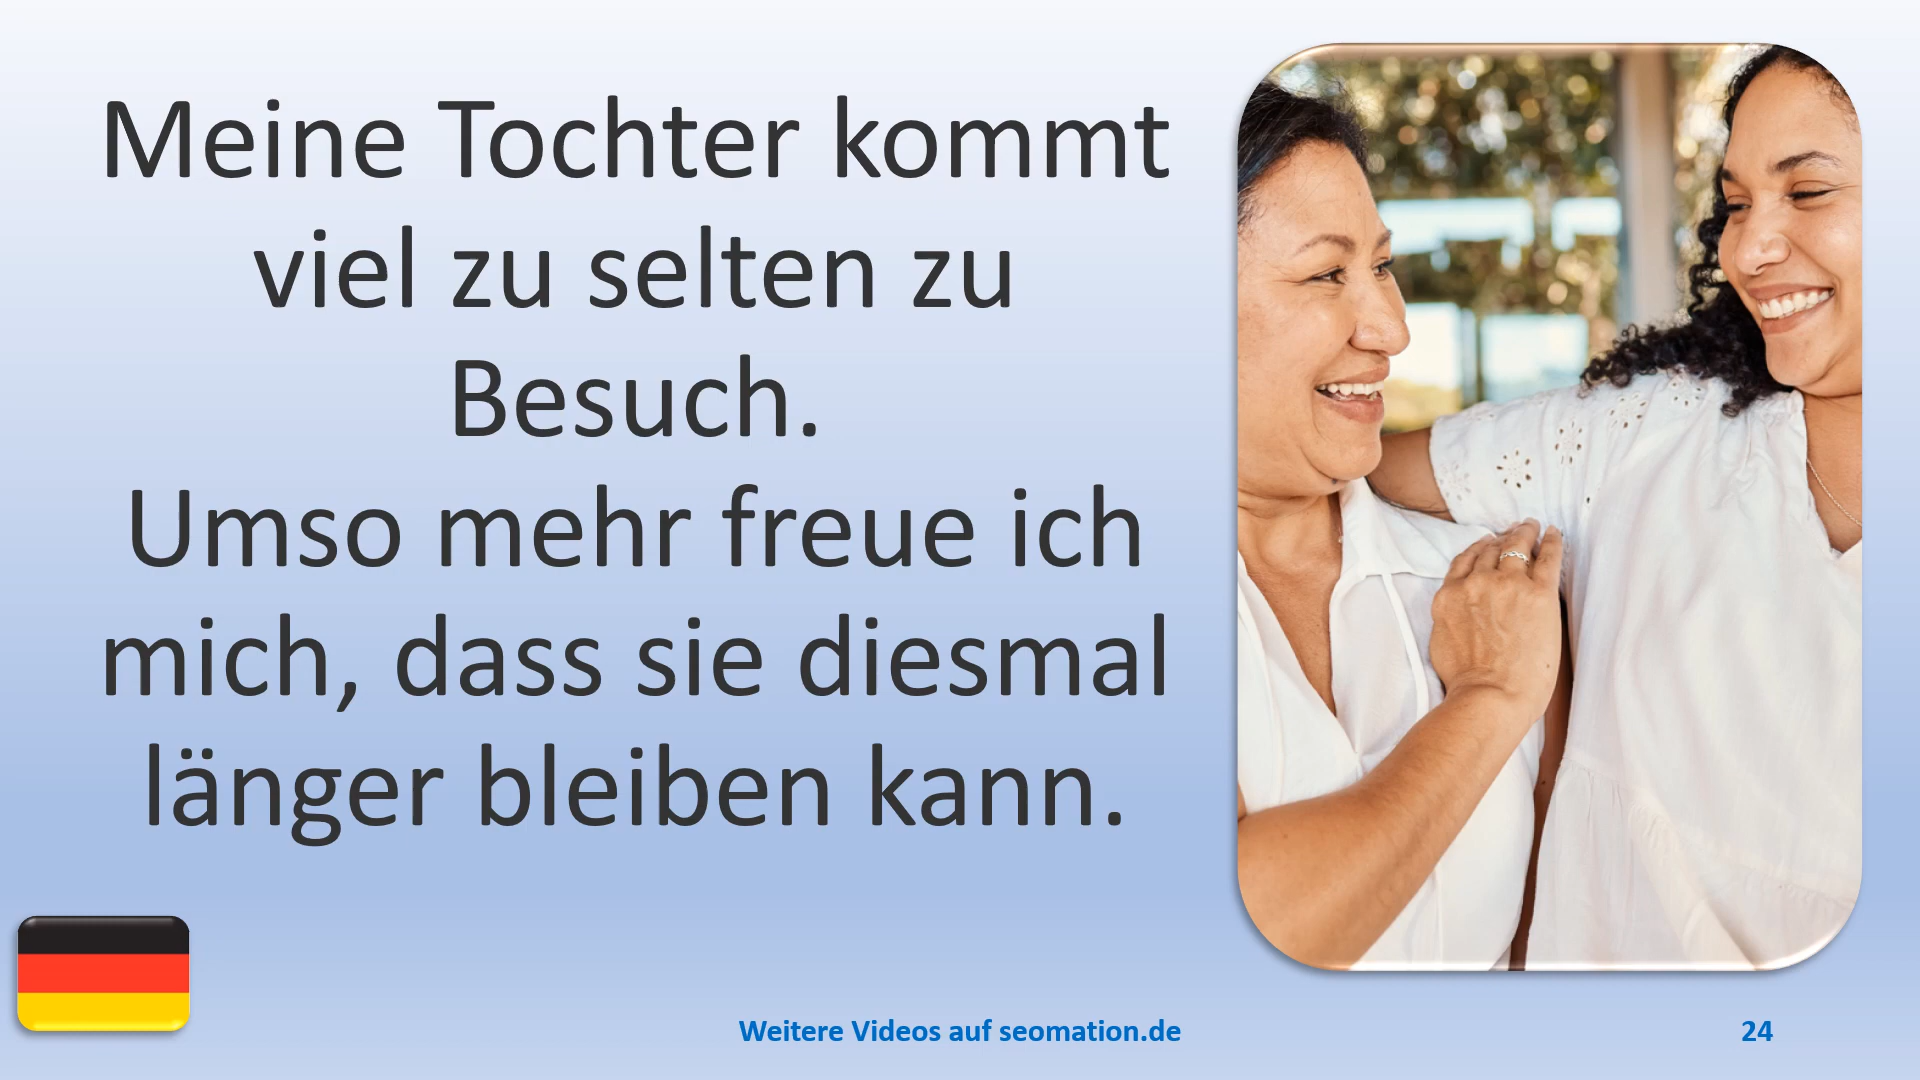 Meine Tochter kommt
viel zu selten zu
Besuch.
Umso mehr freue ich
mich, dass sie diesmal
länger bleiben kann.
Weitere Videos auf seomation.de
24